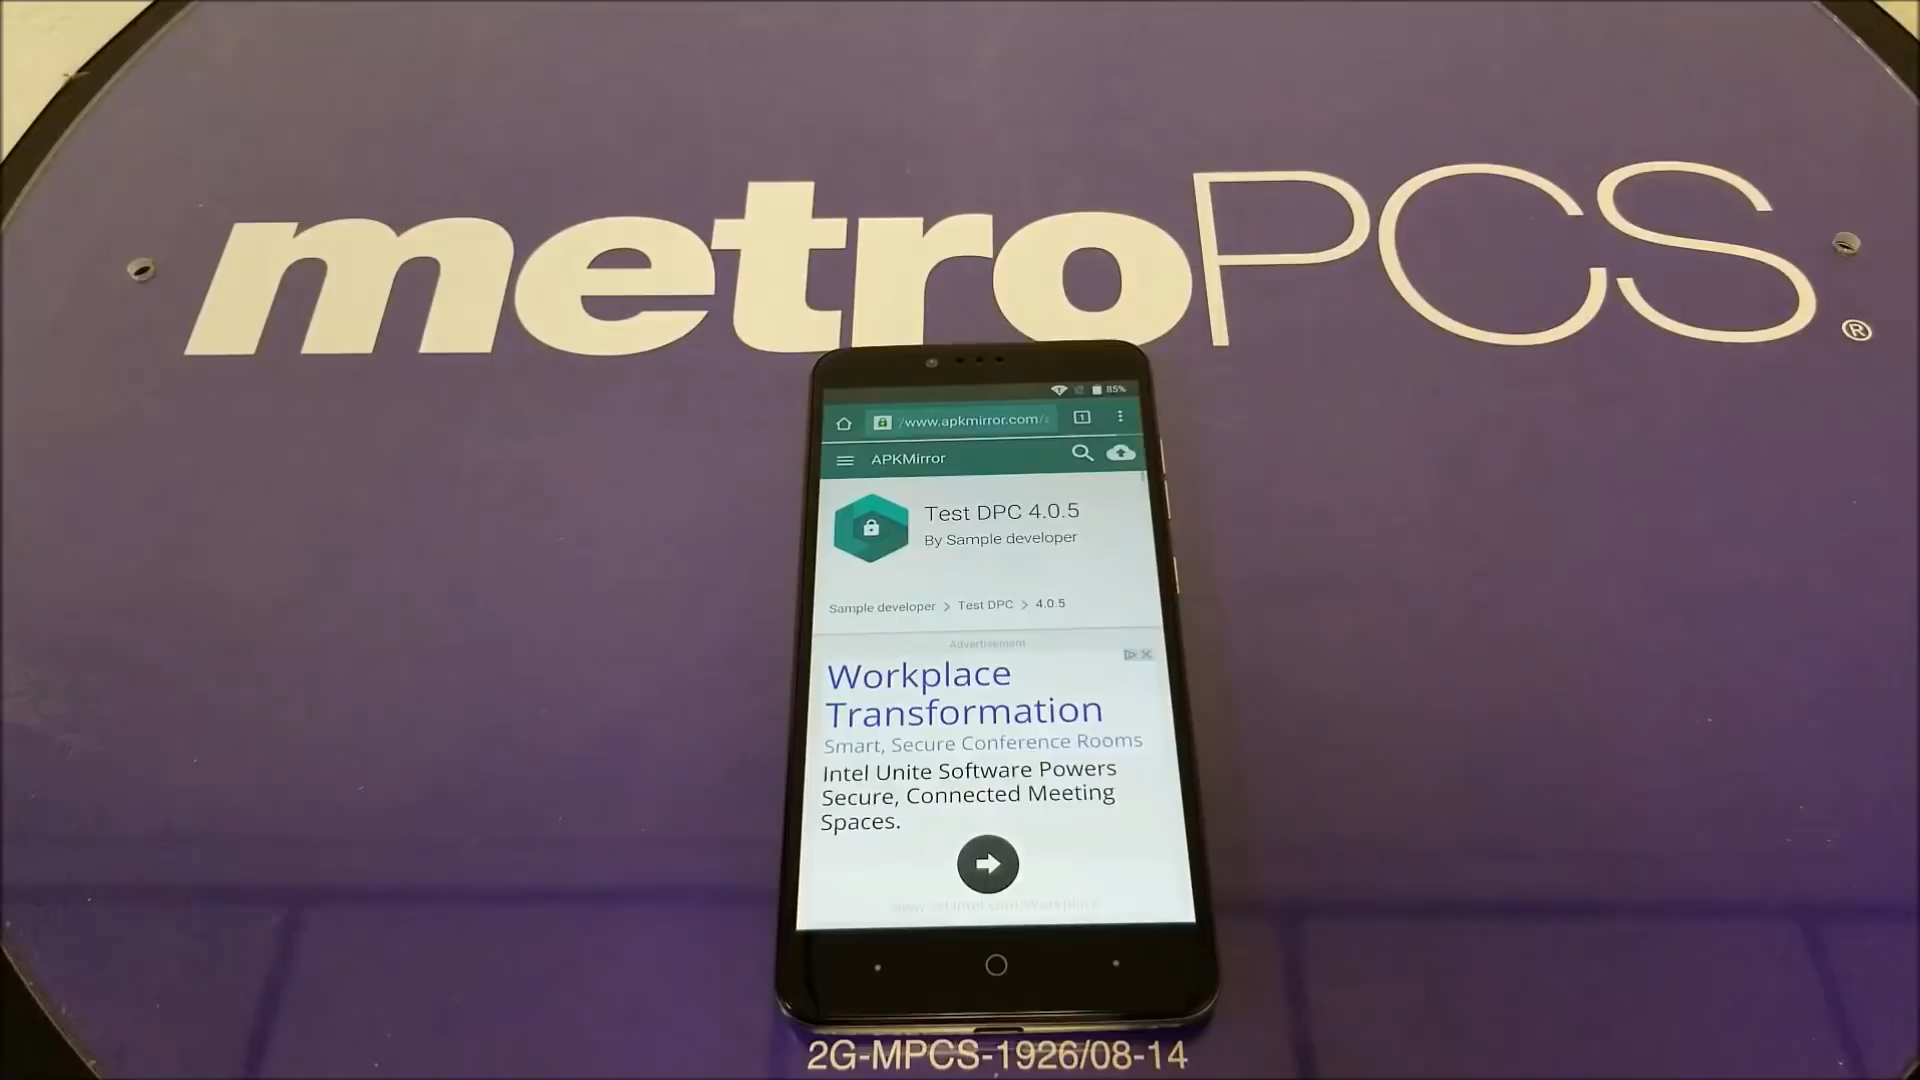 metroPCS.®
85%
/www.apkmirror.com/
1
APKMirror
Test DPC 4.0.5
By Sample developer
Sample developer > Test DPC > 4.0.5
Advertisement
Workplace
Transformation
Smart, Secure Conference Rooms
Intel Unite Software Powers
Secure, Connected Meeting
Spaces.
2G-MPCS-1926/08-14